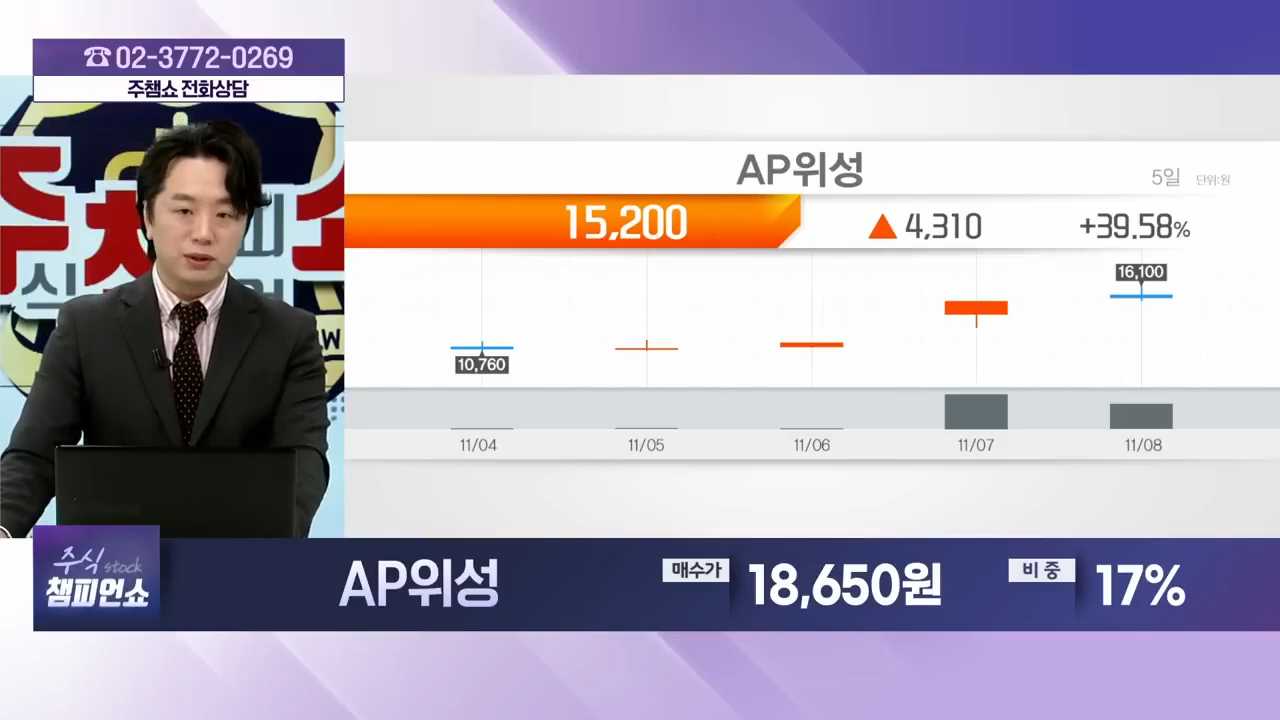 ☎02-3772-0269
주챔쇼 전화상담
AP위성
5일 단위:원
15,200 ▲4,310 +39.58%
16,100
10,760
11/04 11/05 11/06 11/07 11/08
주식 stock
챔피언쇼
AP위성 매수가 18,650원 비중 17%